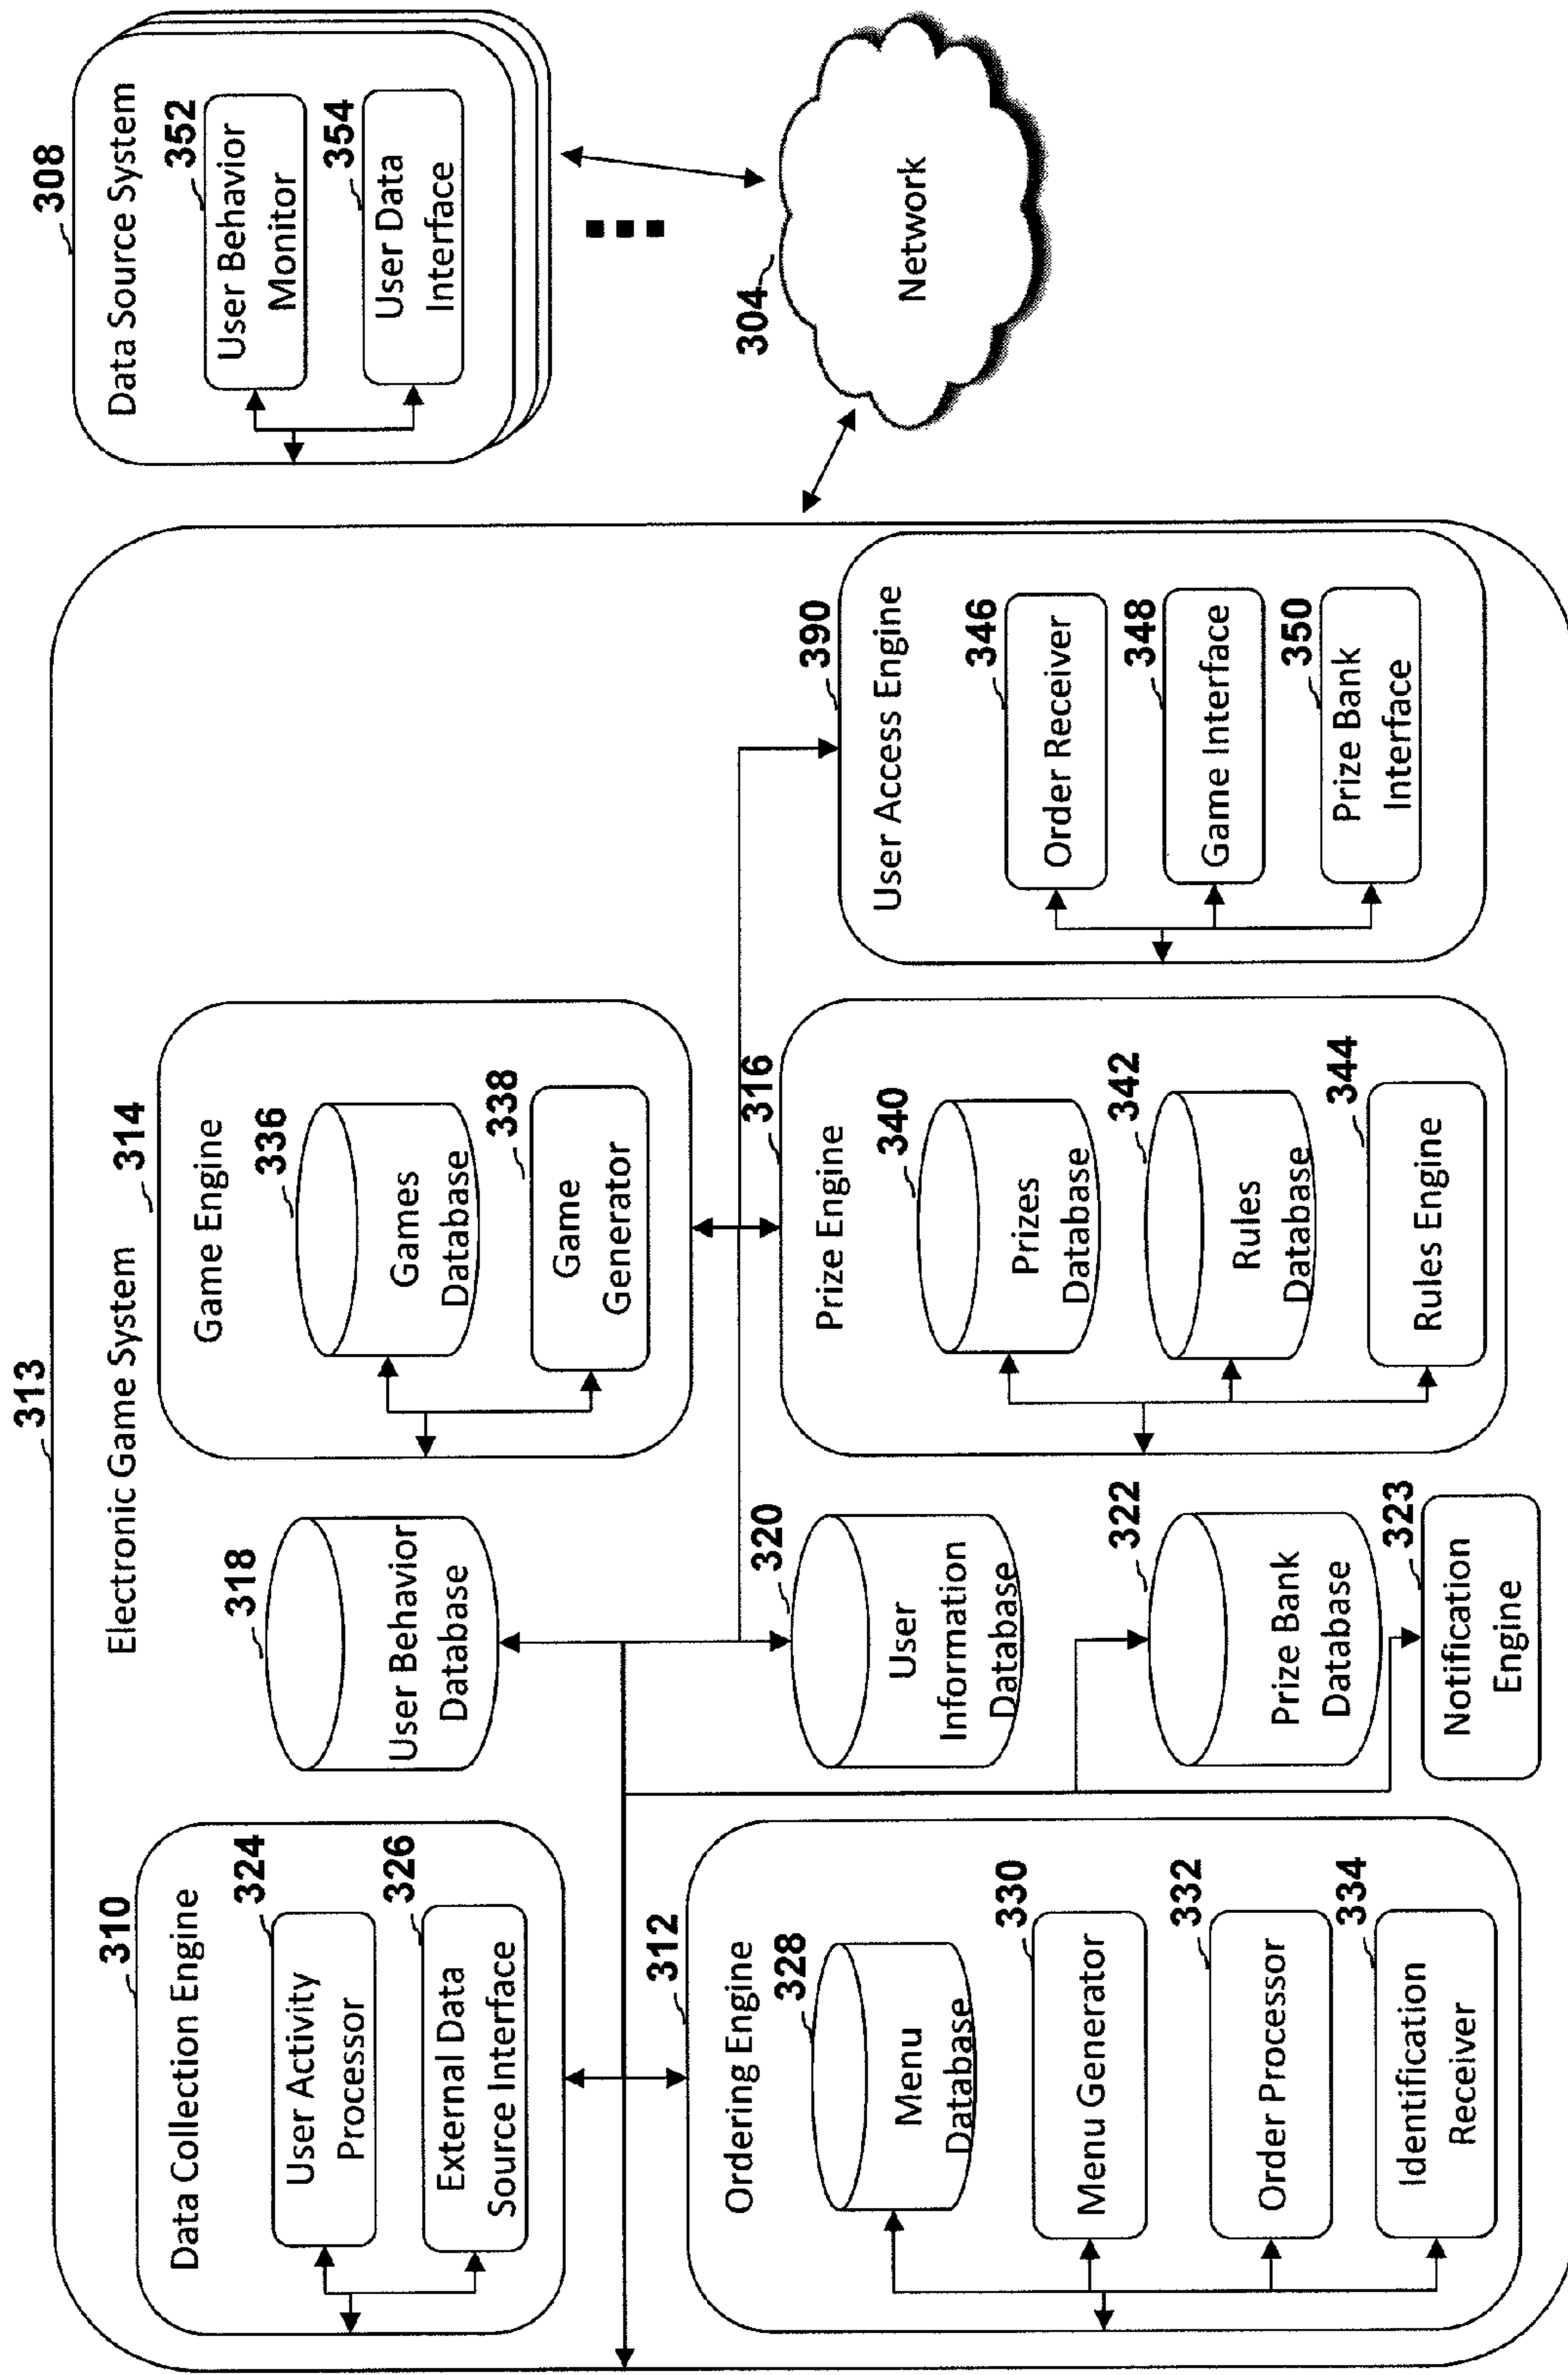 313
Electronic Game System
310
Data Collection Engine
324
User Activity
Processor
326
External Data
Source Interface
318
User Behavior
Database
314
Game Engine
336
Games
Database
338
Game
Generator
312
Ordering Engine
328
Menu
Database
330
Menu Generator
332
Order Processor
334
Identification
Receiver
320
User
Information
Database
322
Prize Bank
Database
323
Notification
Engine
316
Prize Engine
340
Prizes
Database
342
Rules
Database
344
Rules Engine
390
User Access Engine
346
Order Receiver
348
Game Interface
350
Prize Bank
Interface
308
Data Source System
352
User Behavior
Monitor
354
User Data
Interface
304
Network